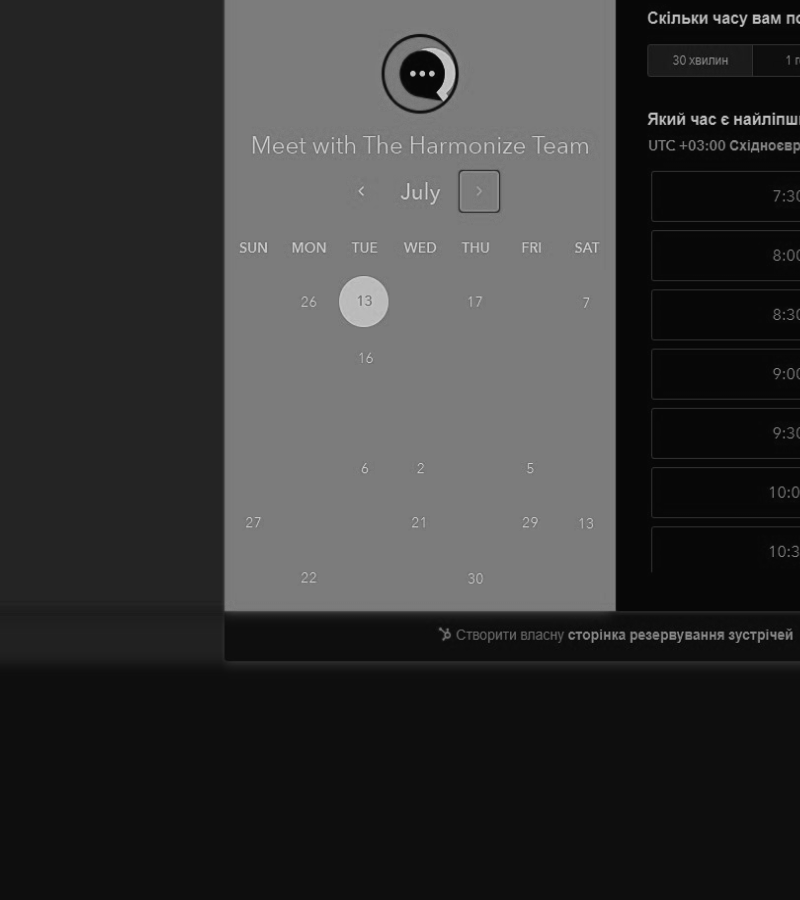 Meet with The Harmonize Team
July
SUN MON TUE WED THU FRI SAT
26 13 17 7
16
6 2 5
27 21 29 13
22 30
Скільки часу вам
30 хвилин 1
Який час є
UTC +03:00
7:30
8:00
8:30
9:00
9:30
10:0
10:3
Створити власну сторінка резервування зустрічей